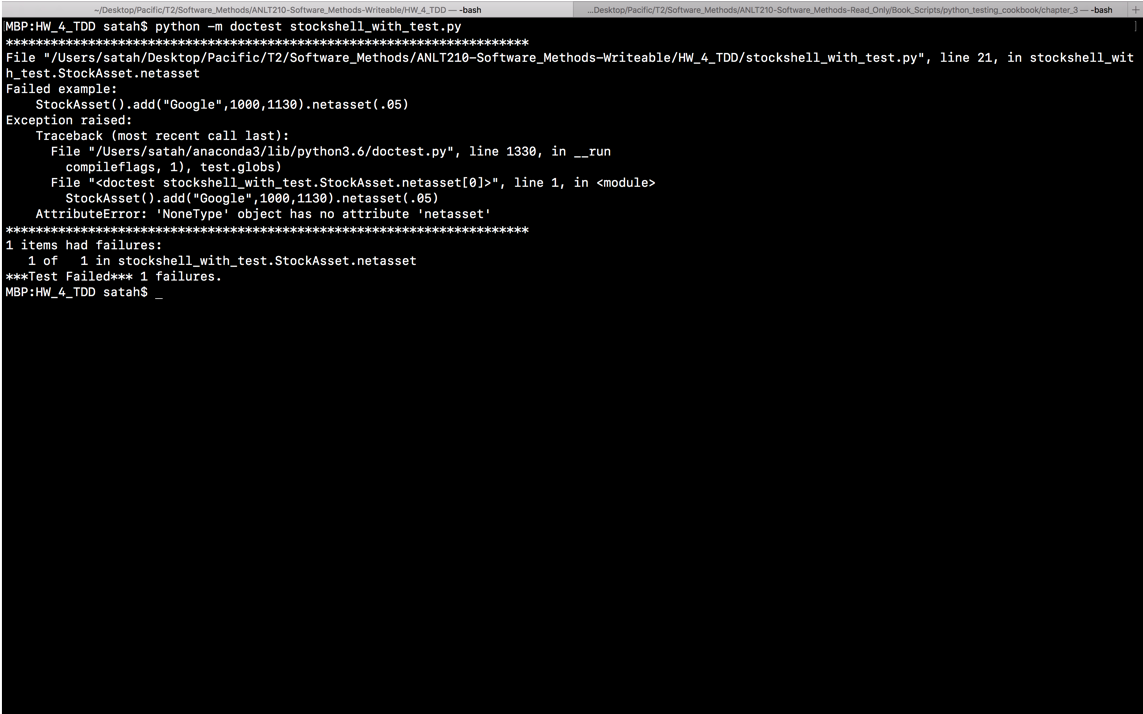 ~/Desktop/Pacific/T2/Software_Methods/ANLT210-Software_Methods-Writeable/HW_4_TDD — -bash
...Desktop/Pacific/T2/Software_Methods/ANLT210-Software_Methods-Read_Only/Book_Scripts/python_testing_cookbook/chapter_3 — -bash
+
[MBP:HW_4_TDD satah$ python -m doctest stockshell_with_test.py ]
**********************************************************************
File "/Users/satah/Desktop/Pacific/T2/Software_Methods/ANLT210-Software_Methods-Writeable/HW_4_TDD/stockshell_with_test.py", line 21, in stockshell_wit
h_test.StockAsset.netasset
Failed example:
    StockAsset().add("Google",1000,1130).netasset(.05)
Exception raised:
    Traceback (most recent call last):
      File "/Users/satah/anaconda3/lib/python3.6/doctest.py", line 1330, in __run
        compileflags, 1), test.globs)
      File "<doctest stockshell_with_test.StockAsset.netasset[0]>", line 1, in <module>
        StockAsset().add("Google",1000,1130).netasset(.05)
    AttributeError: 'NoneType' object has no attribute 'netasset'
**********************************************************************
1 items had failures:
   1 of   1 in stockshell_with_test.StockAsset.netasset
***Test Failed*** 1 failures.
MBP:HW_4_TDD satah$ _